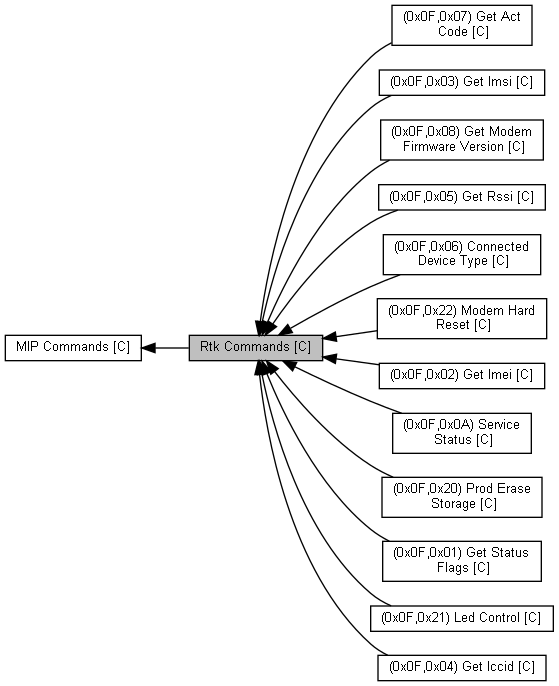 (0x0F,0x07) Get Act
Code [C]
(0x0F,0x03) Get Imsi [C]
(0x0F,0x08) Get Modem
Firmware Version [C]
(0x0F,0x05) Get Rssi [C]
(0x0F,0x06) Connected
Device Type [C]
(0x0F,0x22) Modem Hard
Reset [C]
MIP Commands [C]
Rtk Commands [C]
(0x0F,0x02) Get Imei [C]
(0x0F,0x0A) Service
Status [C]
(0x0F,0x20) Prod Erase
Storage [C]
(0x0F,0x01) Get Status
Flags [C]
(0x0F,0x21) Led Control [C]
(0x0F,0x04) Get Iccid [C]